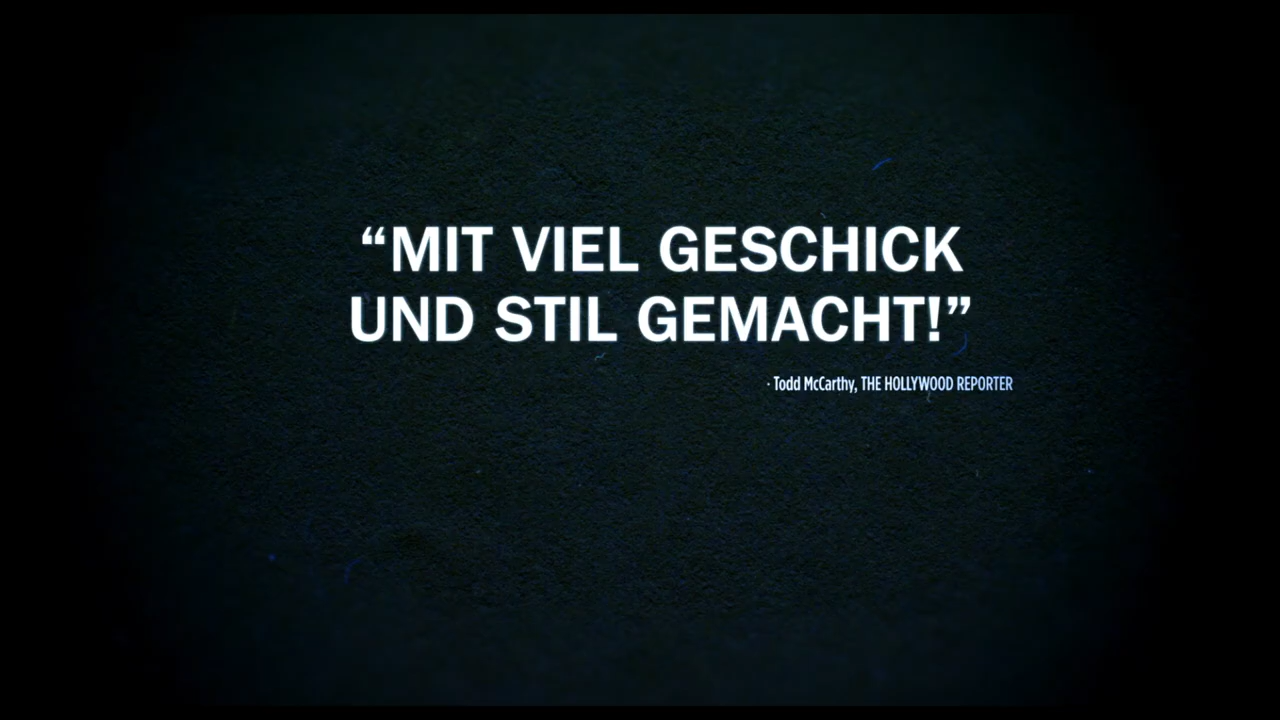 “MIT VIEL GESCHICK
UND STIL GEMACHT!”
· Todd McCarthy, THE HOLLYWOOD REPORTER